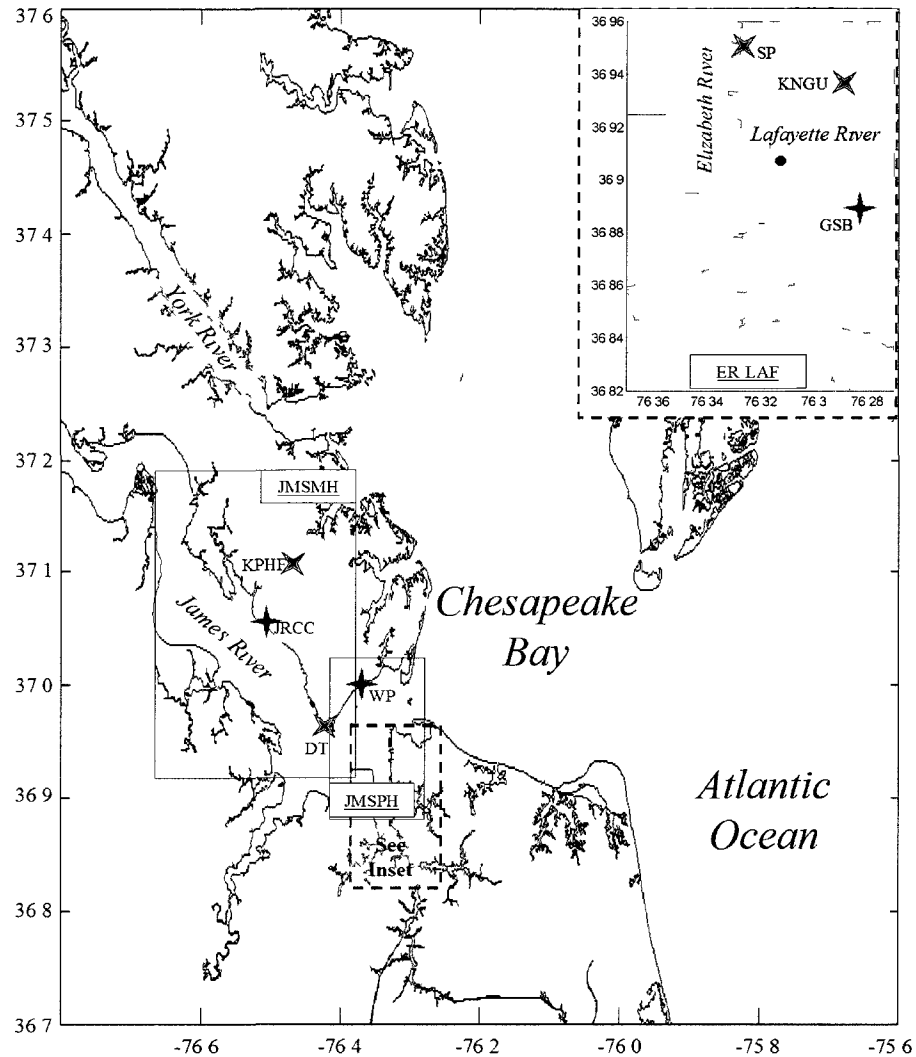 37 6
37 5
37 4
37 3
37 2
37 1
37 0
36 9
36 8
36 7
-76 6
-76 4
-76 2
-76 0
-75 8
-75 6
York River
JMSMH
KPHF
JRCC
James River
WP
DT
JMSPH
See
Inset
Chesapeake
Bay
Atlantic
Ocean
36 96
36 94
36 92
36 9
36 88
36 86
36 84
36 82
76 36
76 34
76 32
76 3
76 28
Elizabeth River
SP
KNGU
Lafayette River
GSB
ER LAF